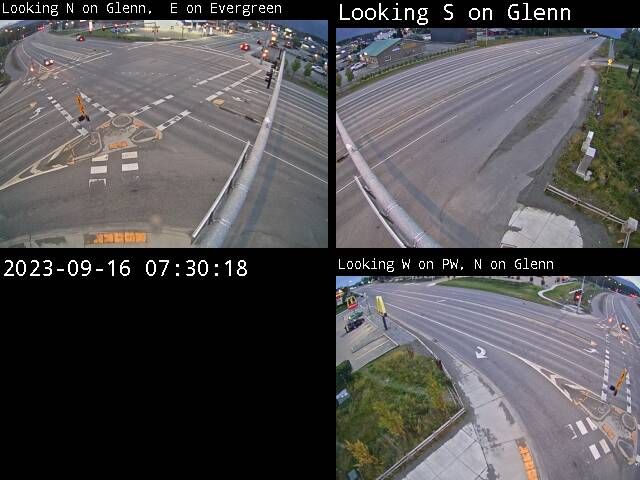 Looking N on Glenn,  E on Evergreen
Looking S on Glenn
2023-09-16 07:30:18
Looking W on PW, N on Glenn